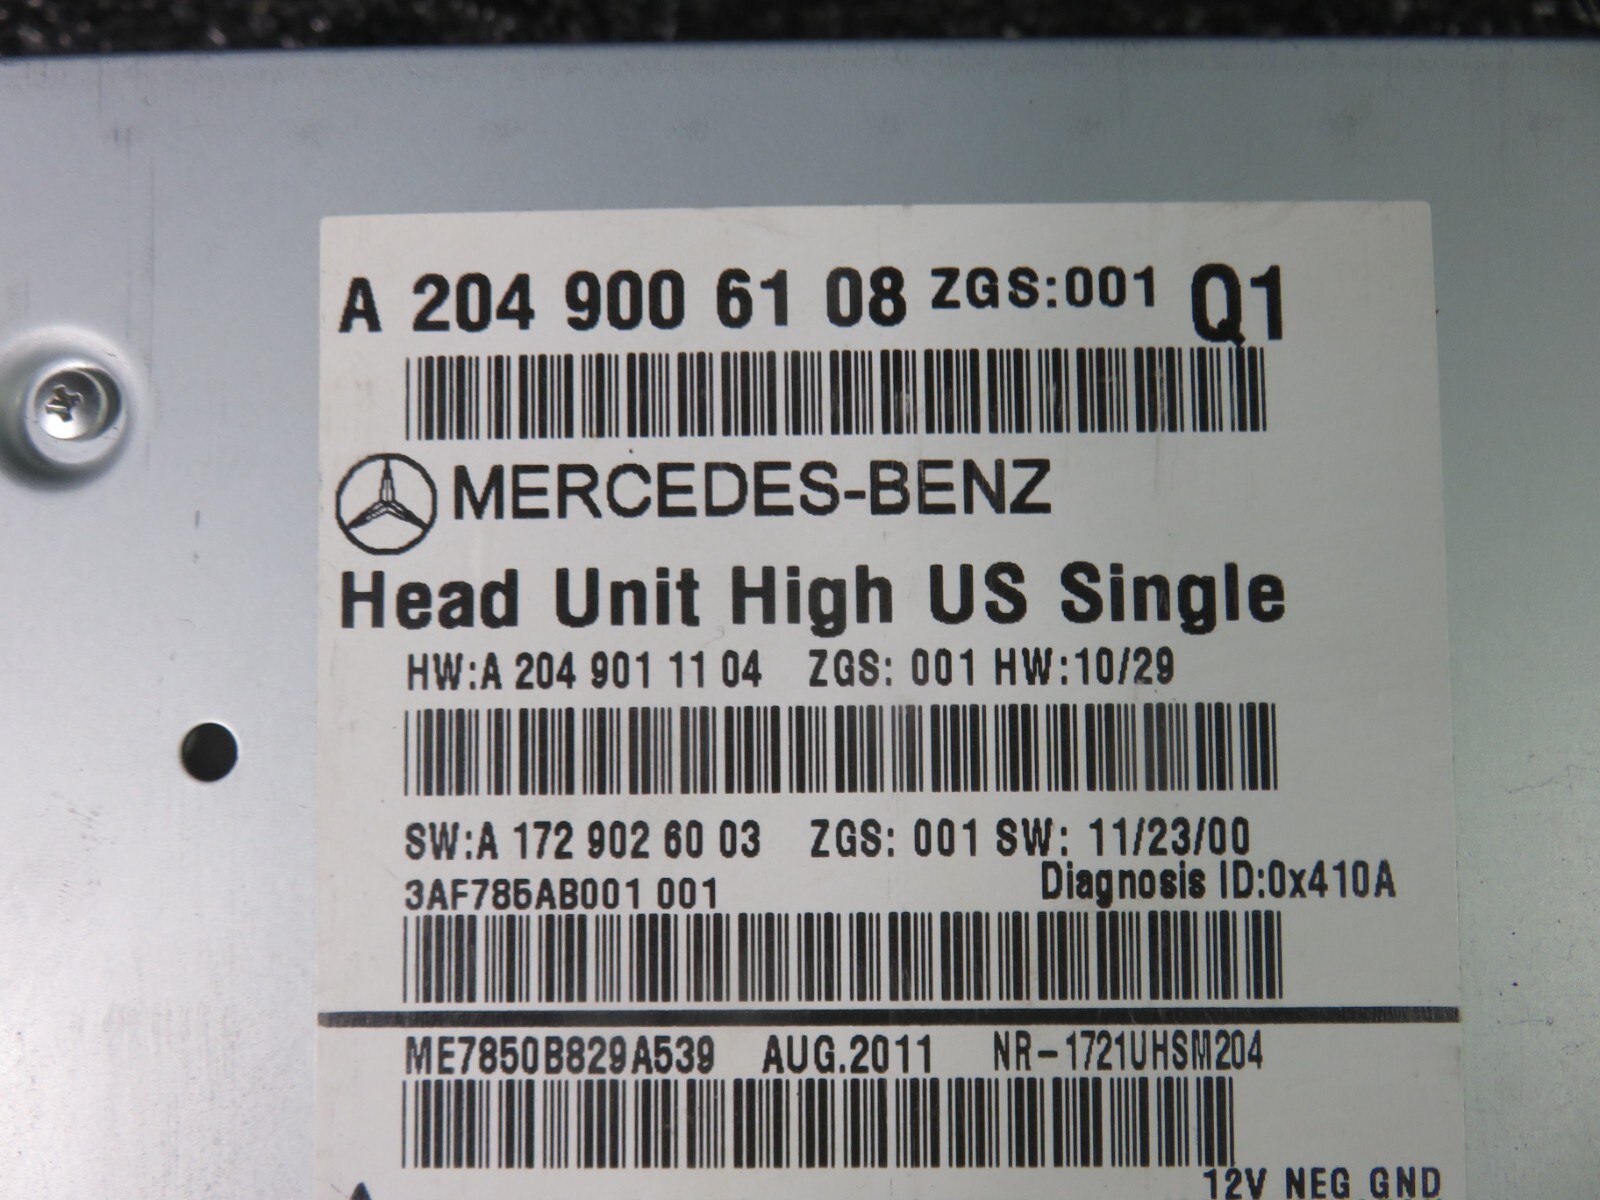 A 204 900 61 08 ZGS:001 Q1
MERCEDES-BENZ
Head Unit High US Single
HW:A 204 901 11 04 ZGS: 001 HW:10/29
SW:A 172 902 60 03 ZGS: 001 SW: 11/23/00
3AF785AB001 001 Diagnosis ID:0x410A
ME7850B829A539 AUG.2011 NR-1721UHSM204
12V NEG GND